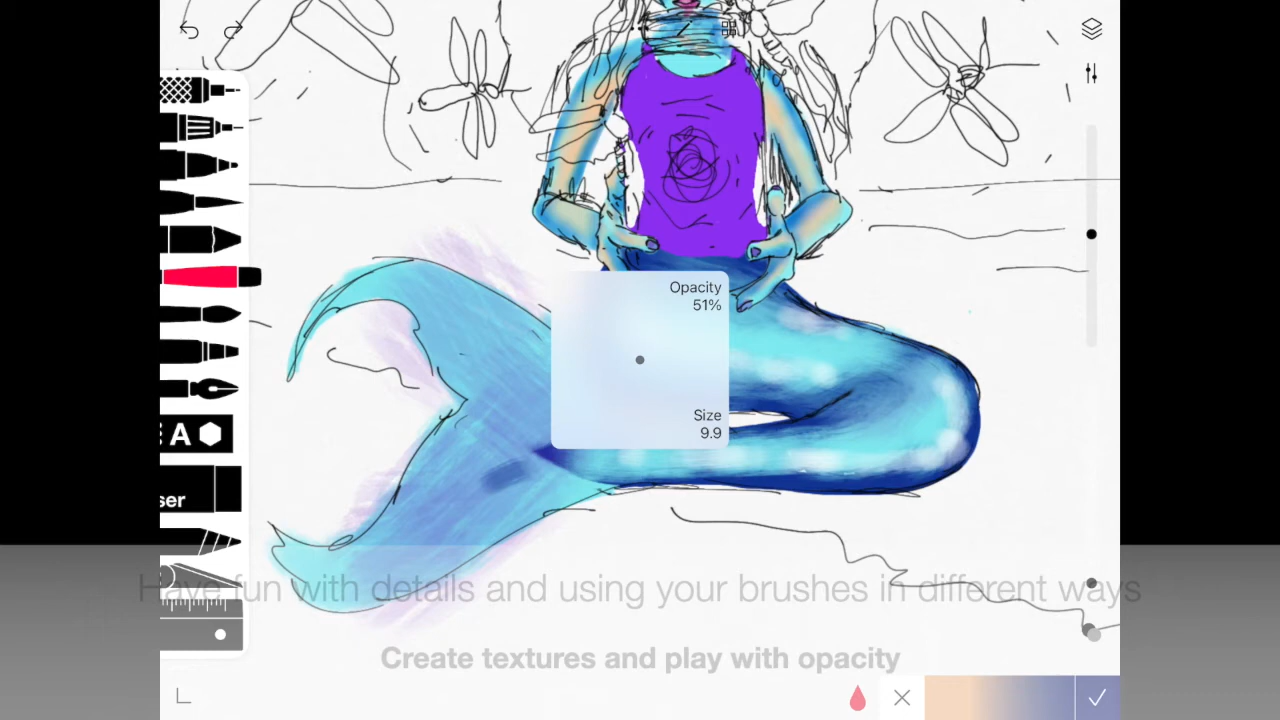 Opacity
51%
Size
9.9
A
ser
Have fun with details and using your brushes in different ways
Create textures and play with opacity